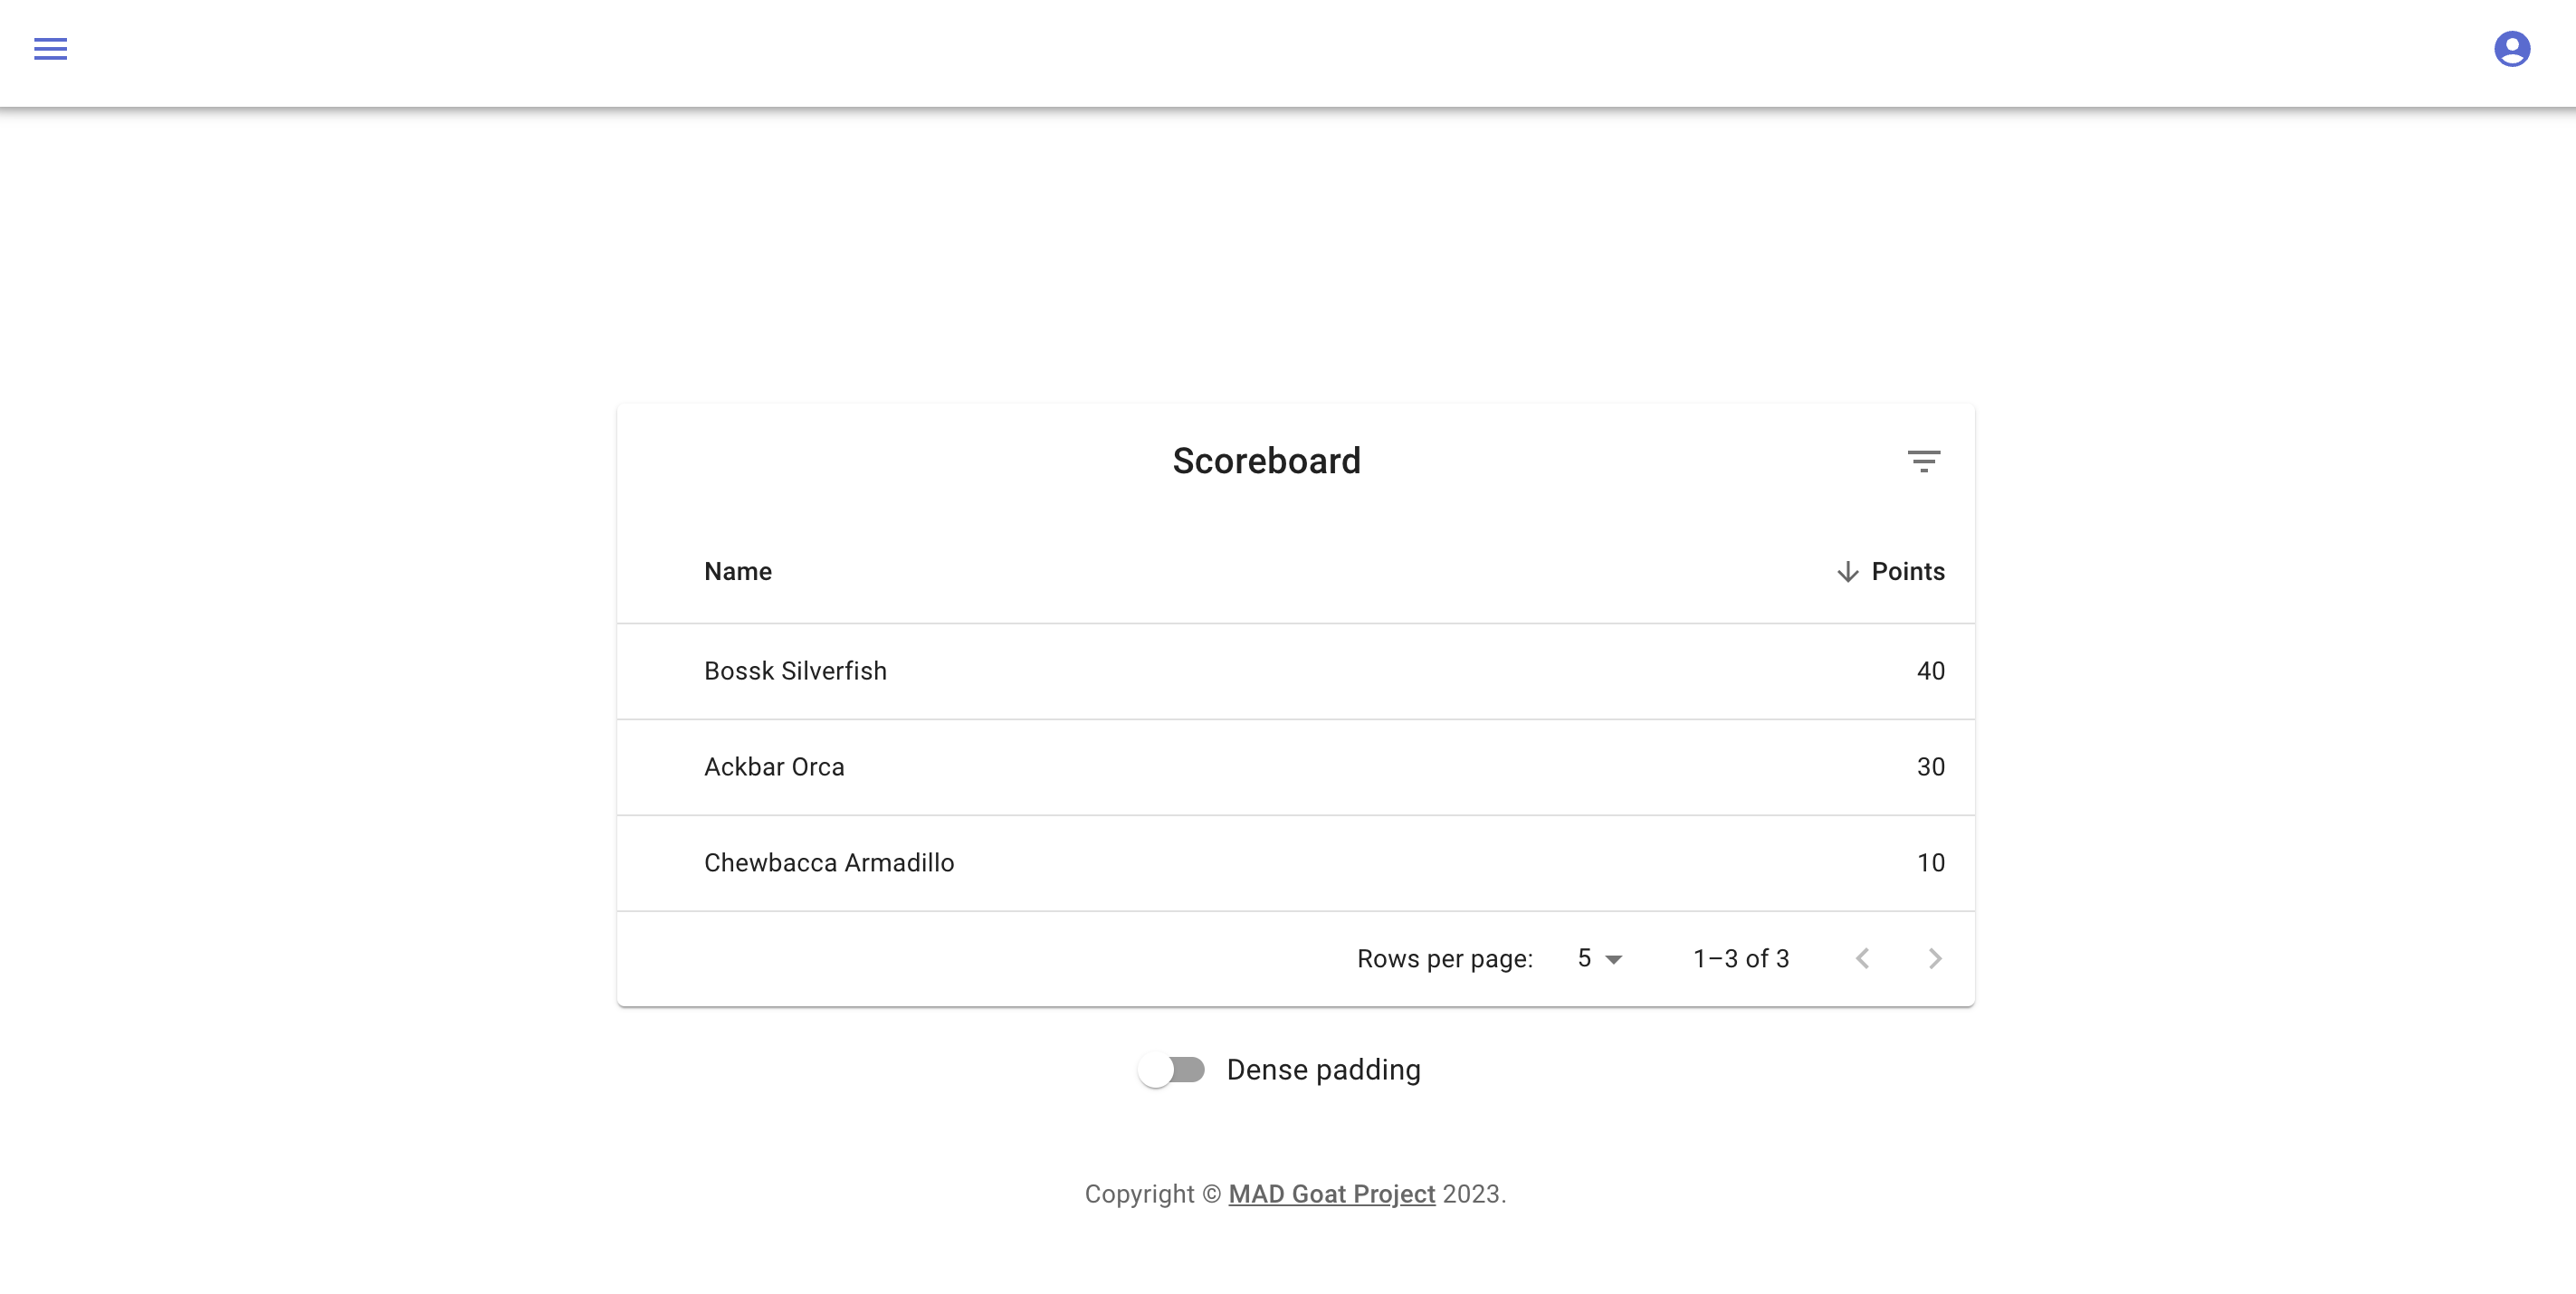 Scoreboard
Name Points
Bossk Silverfish 40
Ackbar Orca 30
Chewbacca Armadillo 10
Rows per page: 5 1–3 of 3
Dense padding
Copyright © MAD Goat Project 2023.